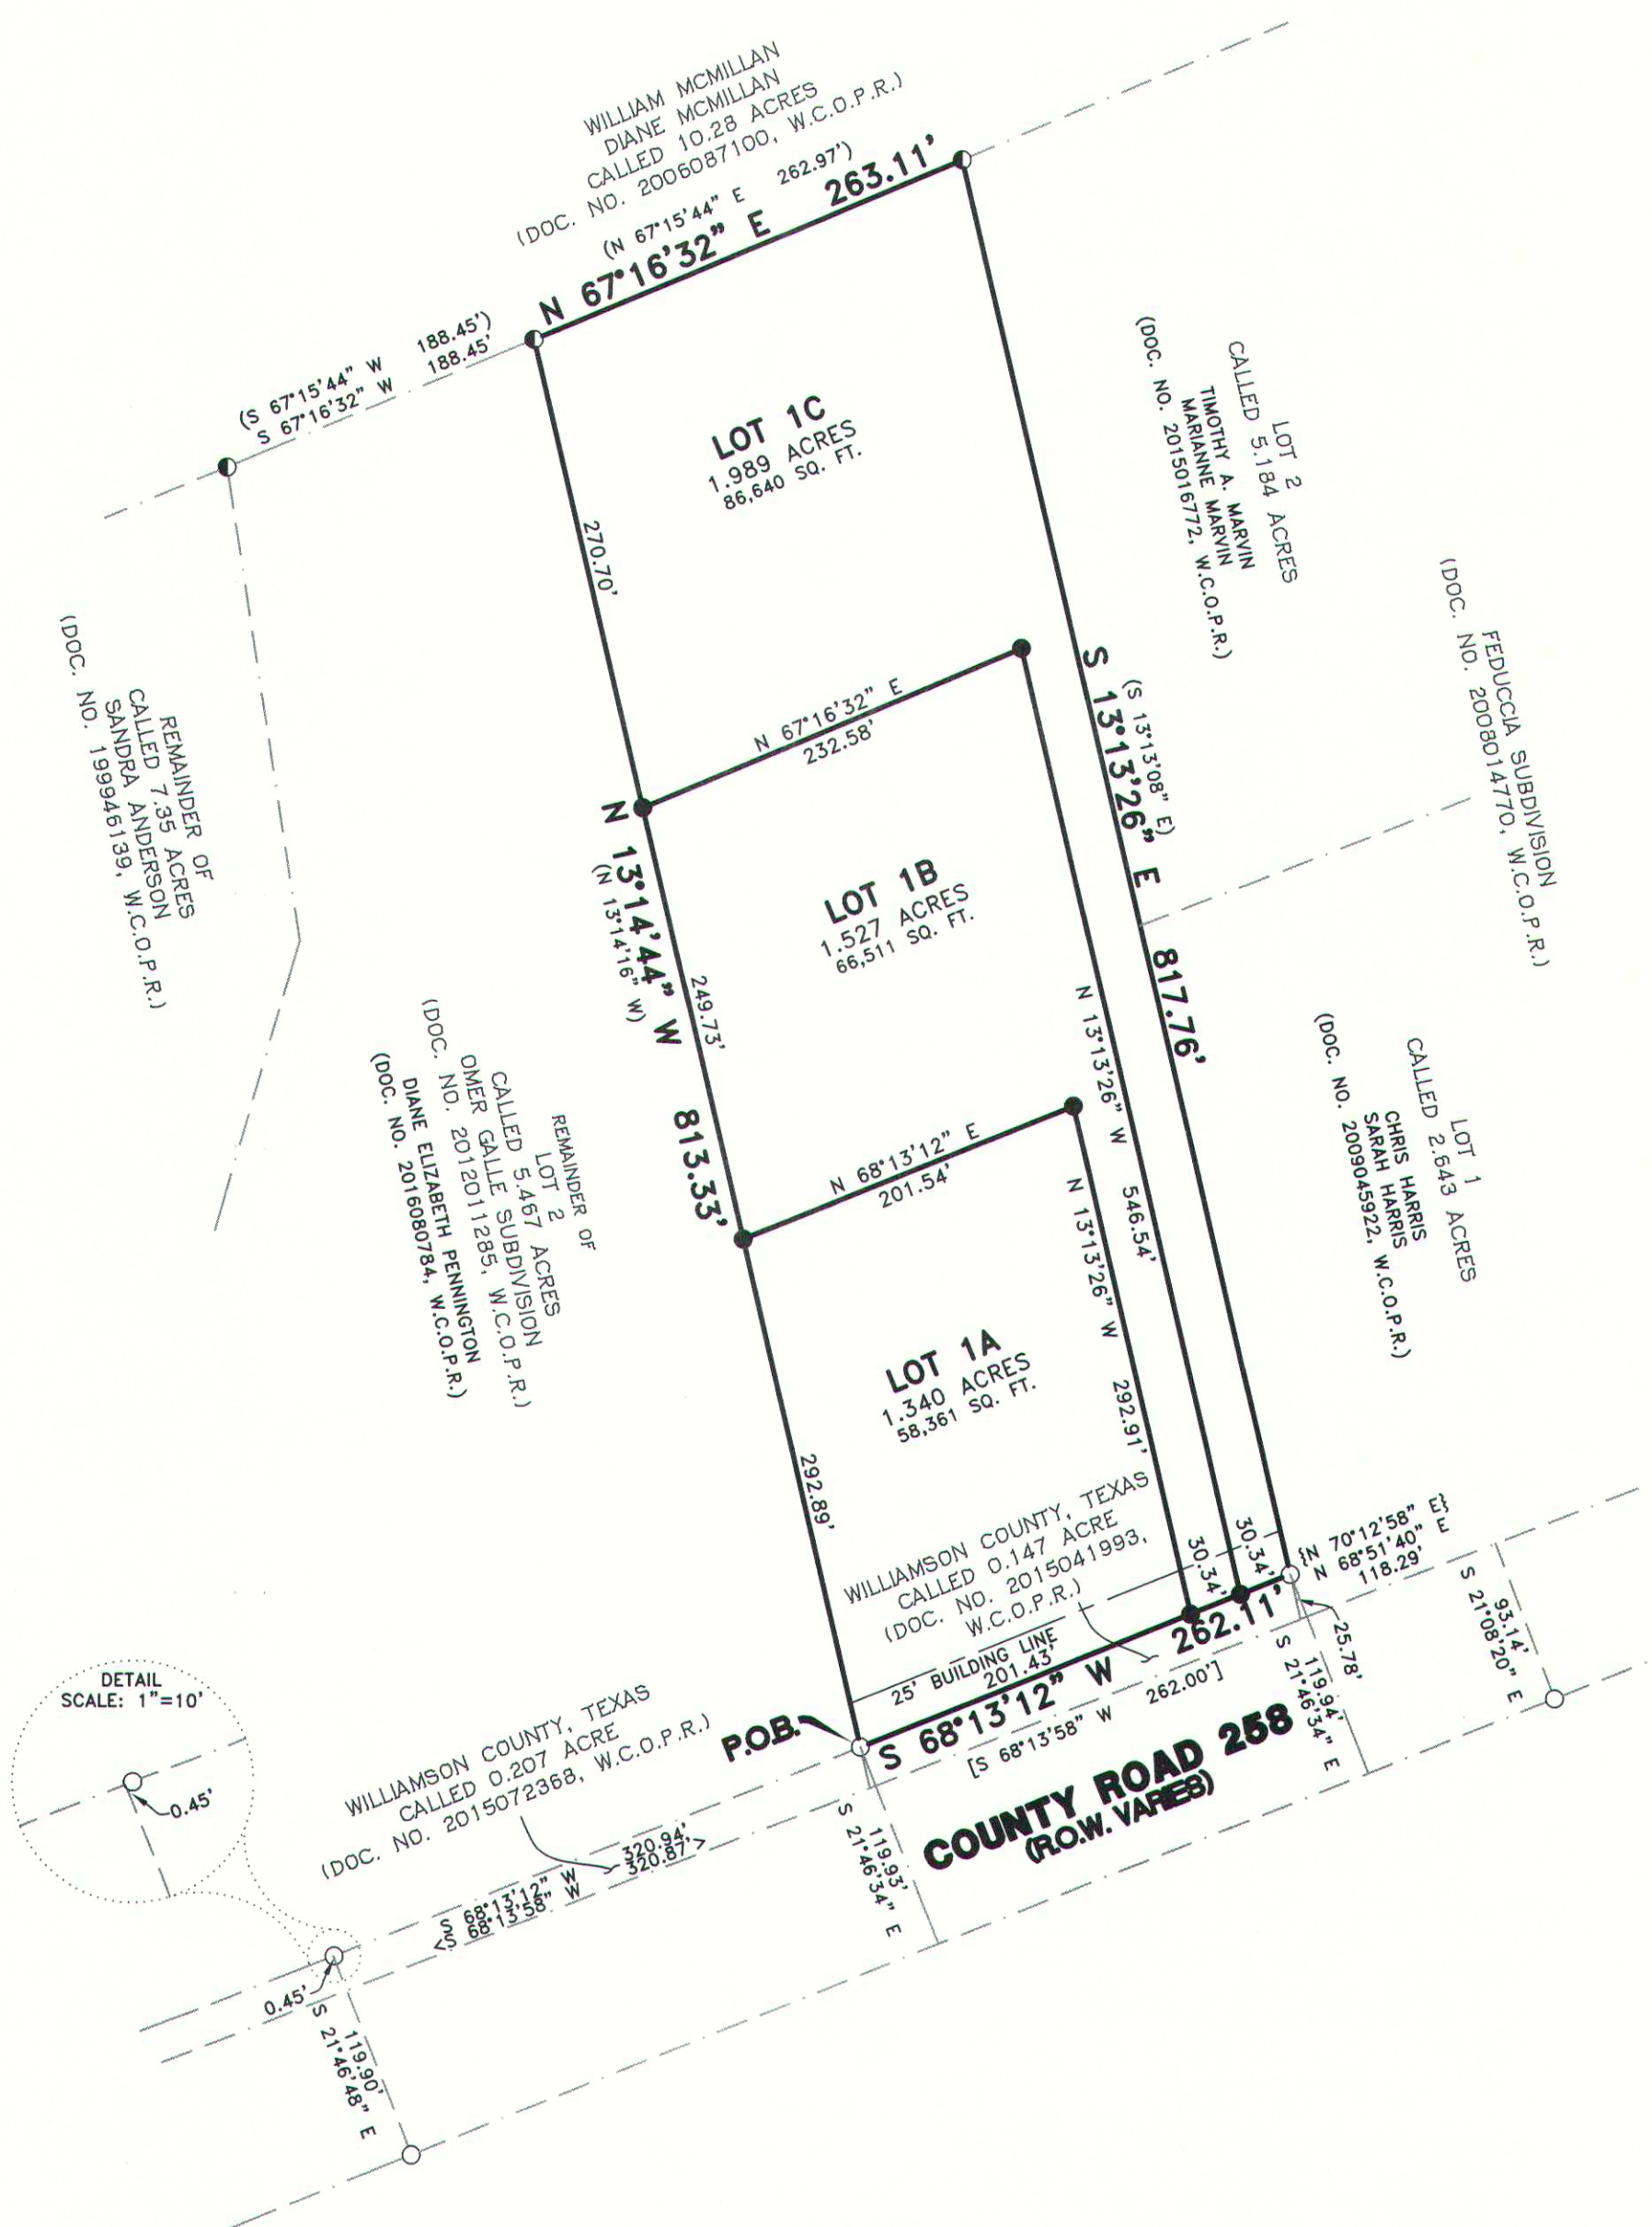 WILLIAM MCMILLAN
DIANE MCMILLAN
CALLED 10.28 ACRES
(DOC. NO. 2006087100, W.C.O.P.R.)
(N 67°15'44" E 262.97')
N 67°16'32" E 263.11'
(S 67°15'44" W 188.45')
S 67°16'32" W 188.45'
LOT 1C
1.989 ACRES
86,640 SQ. FT.
270.70'
LOT 2
CALLED 5.184 ACRES
TIMOTHY A. MARVIN
MARIANNE MARVIN
(DOC. NO. 2015016772, W.C.O.P.R.)
FEDUCCIA SUBDIVISION
(DOC. NO. 2008014770, W.C.O.P.R.)
S 13°13'26" E 817.76'
(S 13°13'08" E)
N 67°16'32" E
232.58'
REMAINDER OF
CALLED 7.35 ACRES
SANDRA ANDERSON
(DOC. NO. 199946139, W.C.O.P.R.)
N 13°14'44" W 813.33'
(N 13°14'16" W)
249.73'
LOT 1B
1.527 ACRES
66,511 SQ. FT.
N 13°13'26" W 546.54'
LOT 1
CALLED 2.643 ACRES
CHRIS HARRIS
SARAH HARRIS
(DOC. NO. 2009045922, W.C.O.P.R.)
REMAINDER OF
LOT 2
CALLED 5.467 ACRES
OMER GALLE SUBDIVISION
(DOC. NO. 2012011285, W.C.O.P.R.)
DIANE ELIZABETH PENNINGTON
(DOC. NO. 2016080784, W.C.O.P.R.)
N 68°13'12" E
201.54'
N 13°13'26" W 292.91'
LOT 1A
1.340 ACRES
58,361 SQ. FT.
292.89'
WILLIAMSON COUNTY, TEXAS
CALLED 0.147 ACRE
(DOC. NO. 2015041993,
W.C.O.P.R.)
30.34'
30.34'
{N 70°12'58" E}
N 68°51'40" E
118.29'
25' BUILDING LINE
201.43'
S 68°13'12" W 262.11'
[S 68°13'58" W 262.00']
25.78'
119.94'
S 21°46'34" E
93.14'
S 21°08'20" E
P.O.B.
COUNTY ROAD 258
(R.O.W. VARIES)
DETAIL
SCALE: 1"=10'
0.45'
WILLIAMSON COUNTY, TEXAS
CALLED 0.207 ACRE
(DOC. NO. 2015072368, W.C.O.P.R.)
S 68°13'12" W 320.94'
<S 68°13'58" W 320.87'>
119.93'
S 21°46'34" E
0.45'
119.90'
S 21°46'48" E